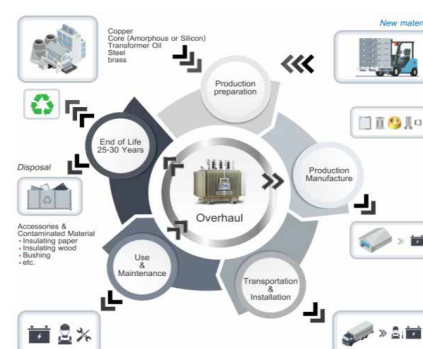 Copper
Core (Amorphous or Silicon)
Transformer Oil
Steel
brass
New mater
Production
preparation
End of Life
25-30 Years
Disposal
Production
Manufacture
Overhaul
Accessories &
Contaminated Material
- Insulating paper
- Insulating wood
- Bushing
- etc.
Use
&
Maintenance
Transportation
&
Installation